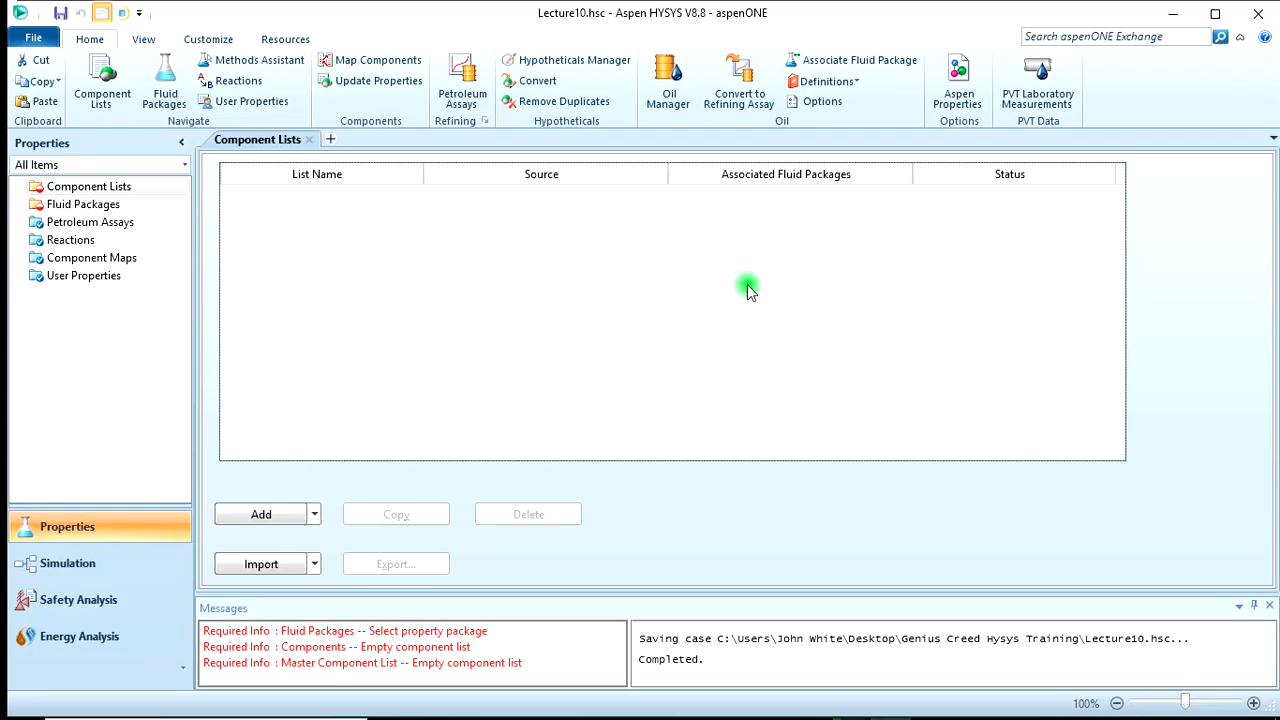 Lecture10.hsc - Aspen HYSYS V8.8 - aspenONE
File Home View Customize Resources
Search aspenONE Exchange
Cut
Copy
Paste
Clipboard
Component Lists
Fluid Packages
Methods Assistant
Reactions
User Properties
Navigate
Map Components
Update Properties
Components
Petroleum Assays
Refining
Hypotheticals Manager
Convert
Remove Duplicates
Hypotheticals
Oil Manager
Convert to Refining Assay
Associate Fluid Package
Definitions
Options
Oil
Aspen Properties
Options
PVT Laboratory Measurements
PVT Data
Properties
All Items
Component Lists
Fluid Packages
Petroleum Assays
Reactions
Component Maps
User Properties
Properties
Simulation
Safety Analysis
Energy Analysis
Component Lists
List Name Source Associated Fluid Packages Status
Add Copy Delete
Import Export...
Messages
Required Info : Fluid Packages -- Select property package
Required Info : Components -- Empty component list
Required Info : Master Component List -- Empty component list
Saving case C:\Users\John White\Desktop\Genius Creed Hysys Training\Lecture10.hsc...
Completed.
100%